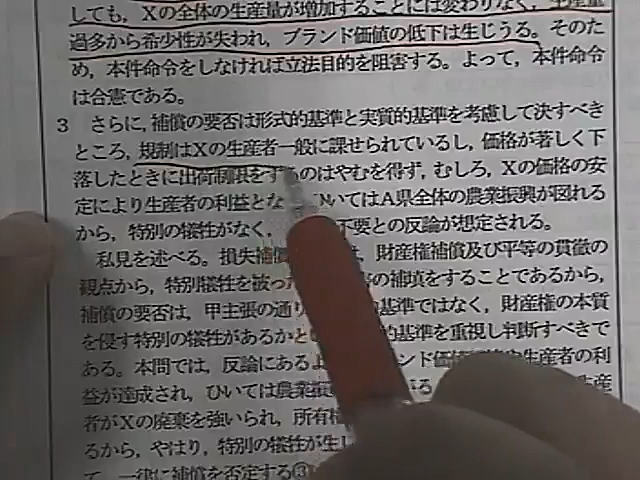 しても，Xの全体の生産量が増加することには変わりなく，生産量
過多から希少性が失われ，ブランド価値の低下は生じうる。そのた
め，本件命令をしなければ立法目的を阻害する。よって，本件命令
は合憲である。
3 さらに，補償の要否は形式的基準と実質的基準を考慮して決すべき
ところ，規制はXの生産者一般に課せられているし，価格が著しく下
落したときに出荷制限をするのはやむを得ず，むしろ，Xの価格の安
定により生産者の利益とな いてはA県全体の農業振興が図れる
から，特別の犠牲がなく， 不要との反論が想定される。
私見を述べる。損失補償 ，財産権補償及び平等の貫徹の
観点から，特別犠牲を被っ の補填をすることであるから，
補償の要否は，甲主張の通り 基準ではなく，財産権の本質
を侵す特別の犠牲があるかと 的基準を重視し判断すべきで
ある。本問では，反論にある ンド価 生産者の利
益が達成され，ひいては農業振 る
者がXの廃棄を強いられ，所有権
るから，やはり，特別の犠牲が生し
て，一律に補償を否定する③